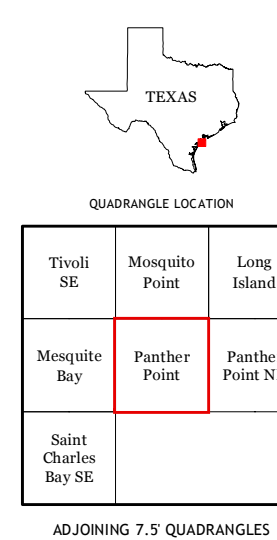 TEXAS
QUADRANGLE LOCATION
Tivoli
SE
Mosquito
Point
Long
Island
Mesquite
Bay
Panther
Point
Panthe
Point N
Saint
Charles
Bay SE
ADJOINING 7.5' QUADRANGLES